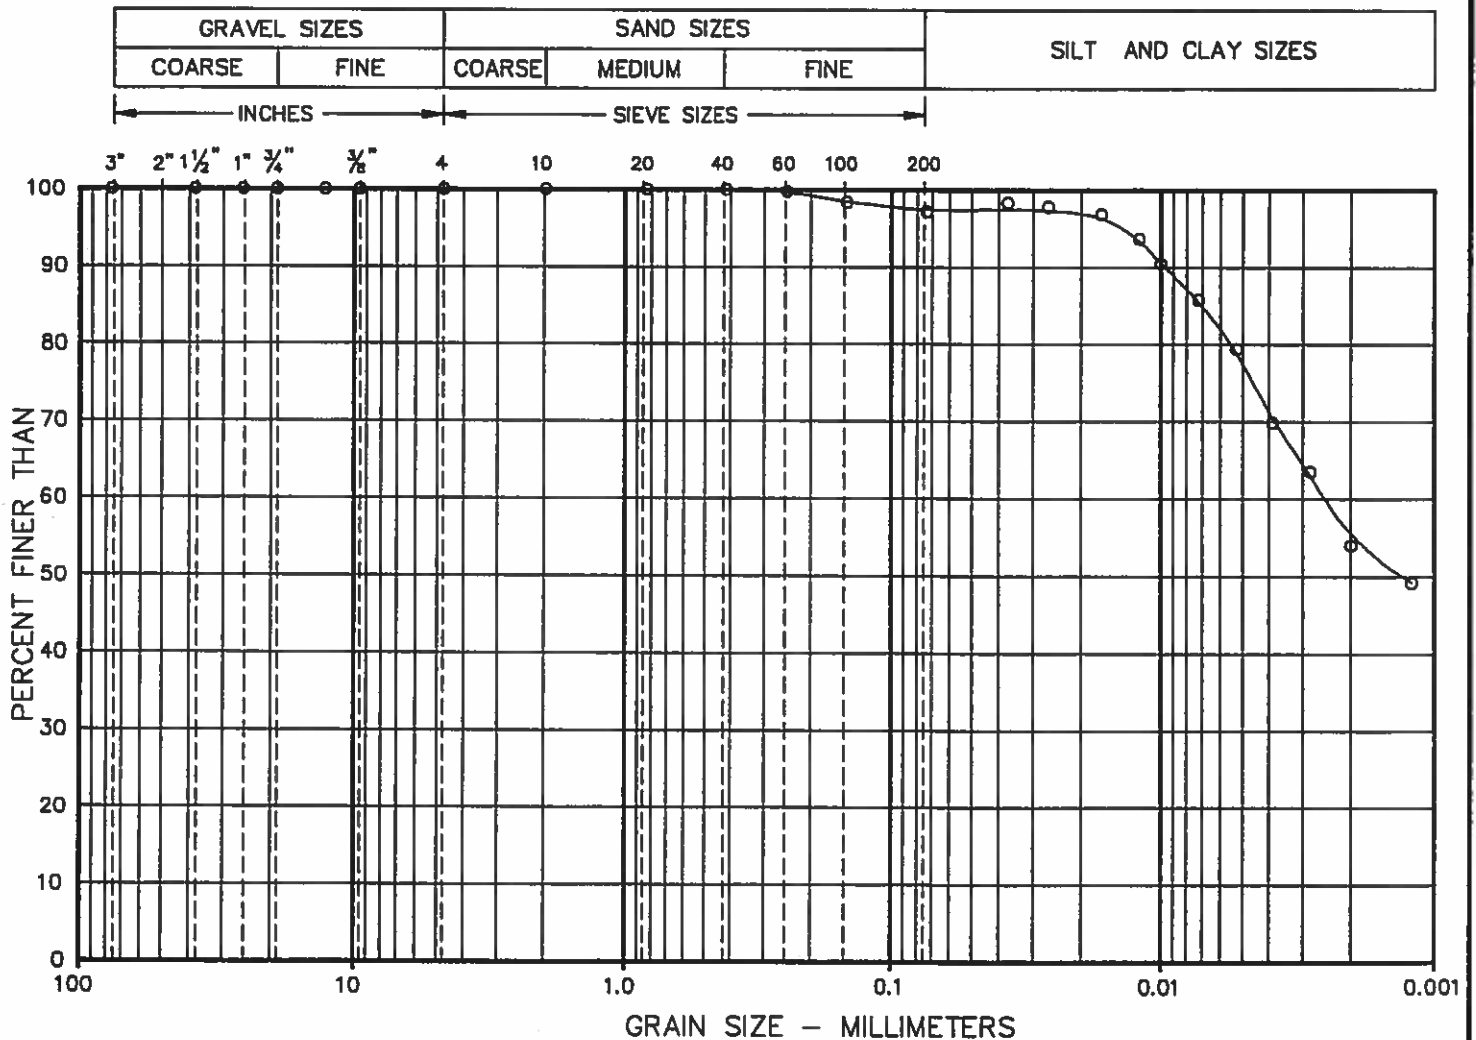 GRAVEL SIZES SAND SIZES SILT AND CLAY SIZES
COARSE FINE COARSE MEDIUM FINE
INCHES SIEVE SIZES
3" 2" 1½" 1" ¾" ⅜" 4 10 20 40 60 100 200
100
90
80
70
60
50
40
30
20
10
0
PERCENT FINER THAN
100 10 1.0 0.1 0.01 0.001
GRAIN SIZE – MILLIMETERS